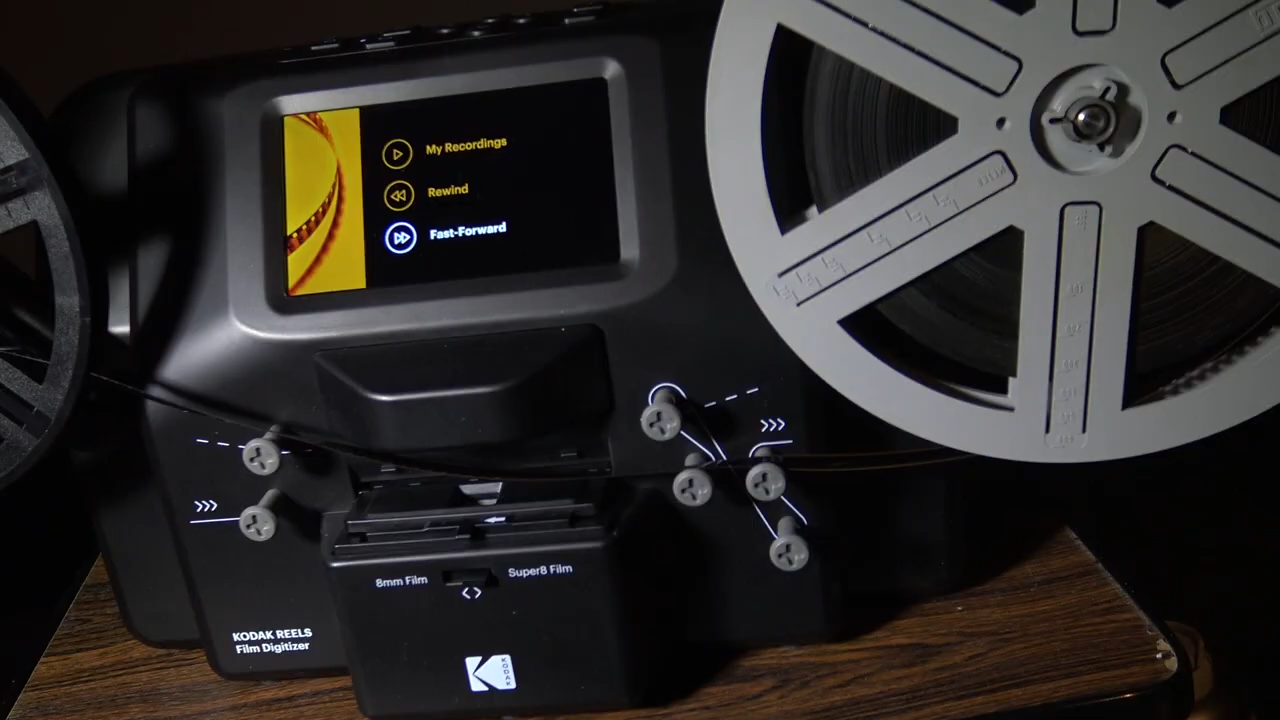 My Recordings
Rewind
Fast-Forward
8mm Film
Super8 Film
KODAK REELS
Film Digitizer
KODAK